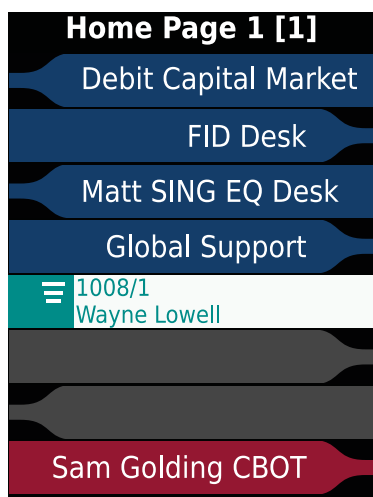 Home Page 1 [1]
Debit Capital Market
FID Desk
Matt SING EQ Desk
Global Support
1008/1
Wayne Lowell
Sam Golding CBOT